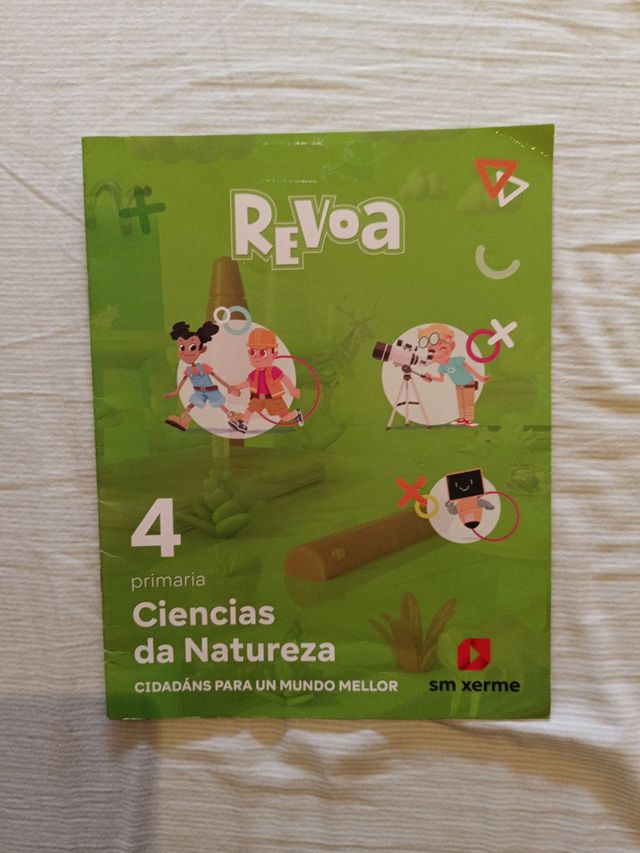 REVOA
4
primaria
Ciencias
da Natureza
CIDADÁNS PARA UN MUNDO MELLOR
sm xerme